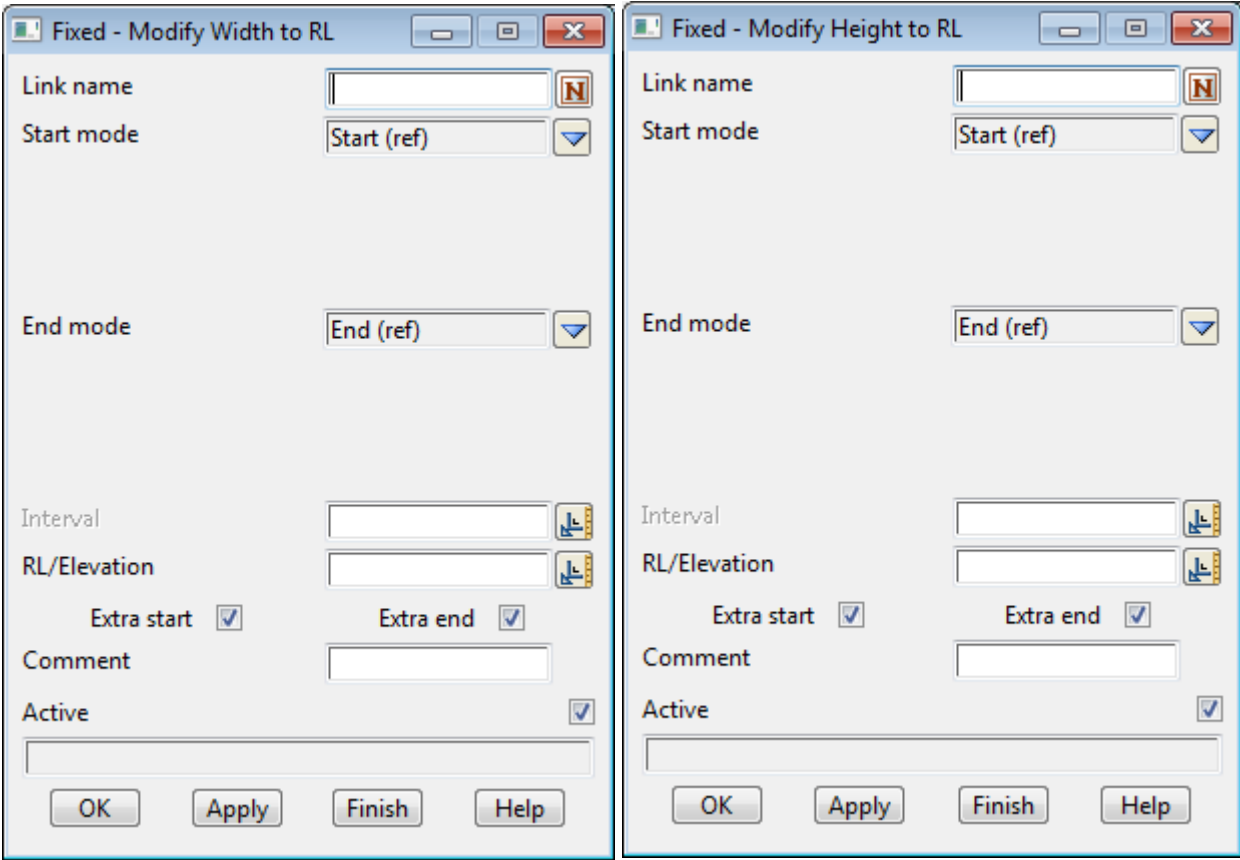 Fixed - Modify Width to RL
Link name
Start mode Start (ref)
End mode End (ref)
Interval
RL/Elevation
Extra start Extra end
Comment
Active
OK Apply Finish Help
Fixed - Modify Height to RL
Link name
Start mode Start (ref)
End mode End (ref)
Interval
RL/Elevation
Extra start Extra end
Comment
Active
OK Apply Finish Help